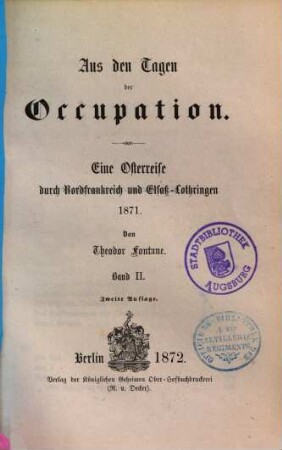 Aus den Tagen
der
Occupation.
Eine Osterreise
durch Nordfrankreich und Elsaß-Lothringen
1871.
Von
Theodor Fontane.
Band II.
Zweite Auflage.
STADTBIBLIOTHEK
AUGSBURG
Berlin 1872.
Verlag der Königlichen Geheimen Ober-Hofbuchdruckerei
(R. v. Decker).